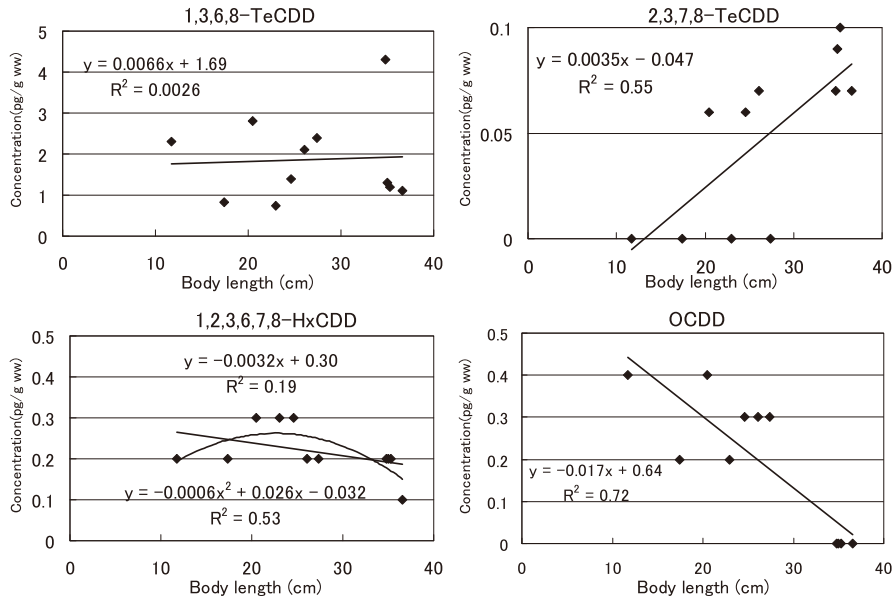 1,3,6,8−TeCDD
Concentration(pg/g ww)
5
4
3
2
1
0
y = 0.0066x + 1.69
R² = 0.0026
0 10 20 30 40
Body length (cm)
2,3,7,8−TeCDD
Concentration(pg/g ww)
0.1
0.05
0
y = 0.0035x − 0.047
R² = 0.55
0 10 20 30 40
Body length (cm)
1,2,3,6,7,8−HxCDD
Concentration(pg/g ww)
0.5
0.4
0.3
0.2
0.1
0
y = −0.0032x + 0.30
R² = 0.19
y = −0.0006x² + 0.026x − 0.032
R² = 0.53
0 10 20 30 40
Body length (cm)
OCDD
Concentration(pg/g ww)
0.5
0.4
0.3
0.2
0.1
0
y = −0.017x + 0.64
R² = 0.72
0 10 20 30 40
Body length (cm)